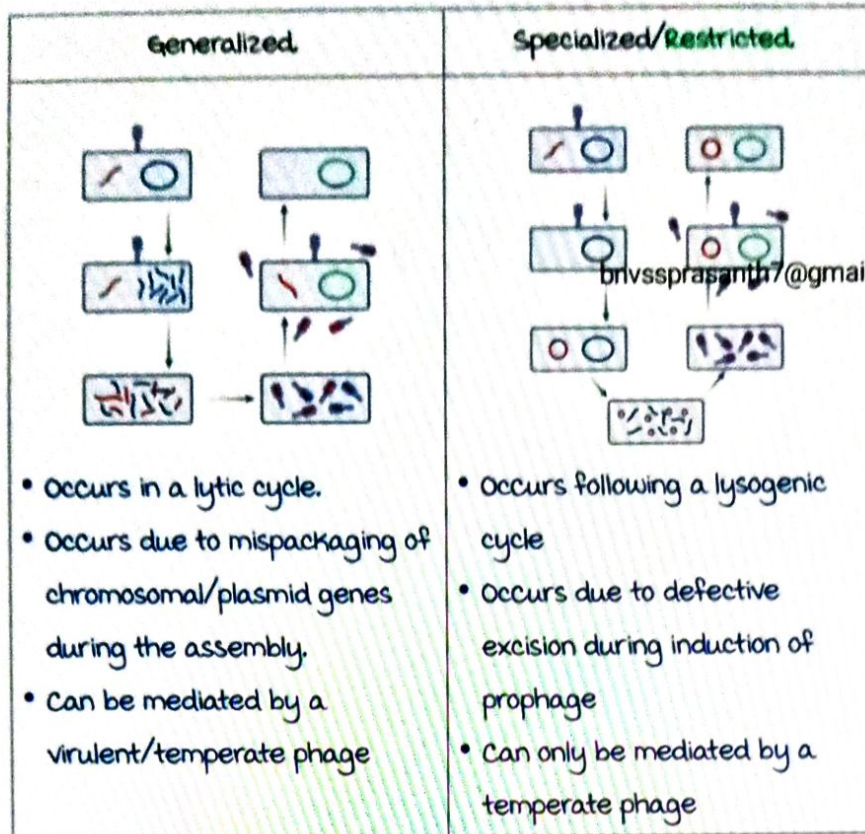 Generalized
Specialized/Restricted
bnvssprasanth7@gmai
• Occurs in a lytic cycle.
• Occurs due to mispackaging of
chromosomal/plasmid genes
during the assembly.
• Can be mediated by a
virulent/temperate phage
• Occurs following a lysogenic
cycle
• Occurs due to defective
excision during induction of
prophage
• Can only be mediated by a
temperate phage